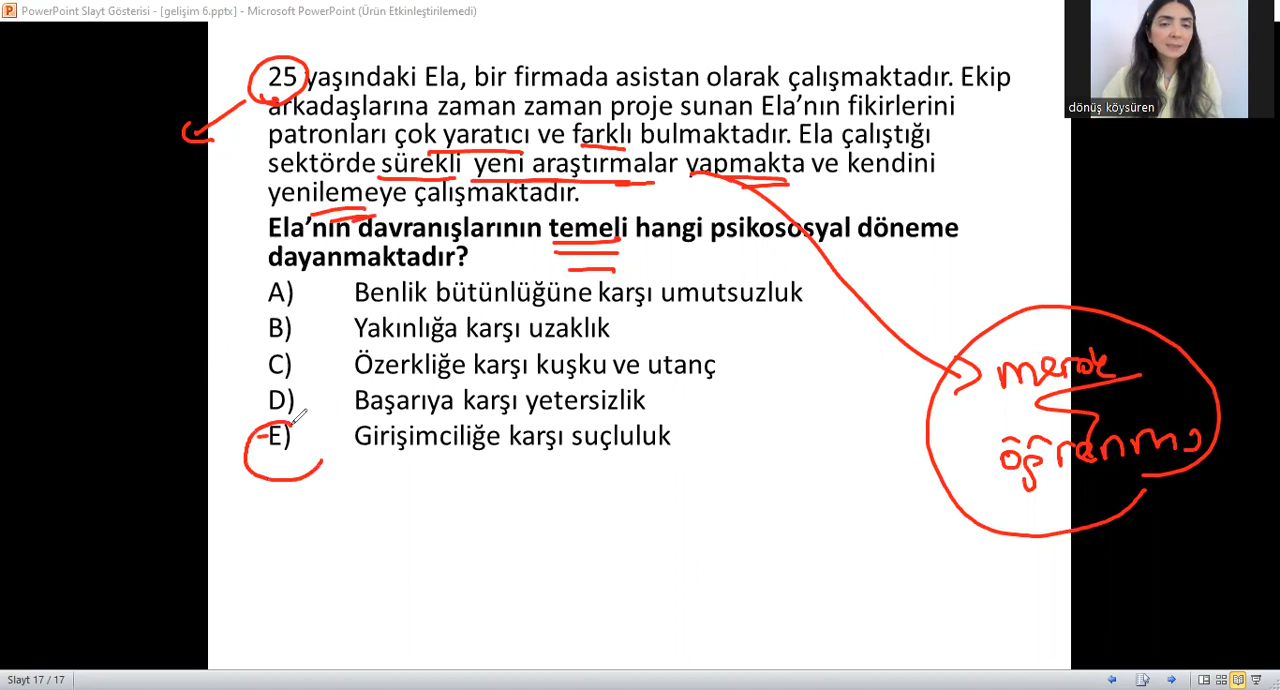 PowerPoint Slayt Gösterisi - [gelişim 6.pptx] - Microsoft PowerPoint (Ürün Etkinleştirilemedi)
dönüş köysüren
25 yaşındaki Ela, bir firmada asistan olarak çalışmaktadır. Ekip
arkadaşlarına zaman zaman proje sunan Ela’nın fikirlerini
patronları çok yaratıcı ve farklı bulmaktadır. Ela çalıştığı
sektörde sürekli yeni araştırmalar yapmakta ve kendini
yenilemeye çalışmaktadır.
Ela’nın davranışlarının temeli hangi psikososyal döneme
dayanmaktadır?
A) Benlik bütünlüğüne karşı umutsuzluk
B) Yakınlığa karşı uzaklık
C) Özerkliğe karşı kuşku ve utanç
D) Başarıya karşı yetersizlik
E) Girişimciliğe karşı suçluluk
merak
Slayt 17 / 17